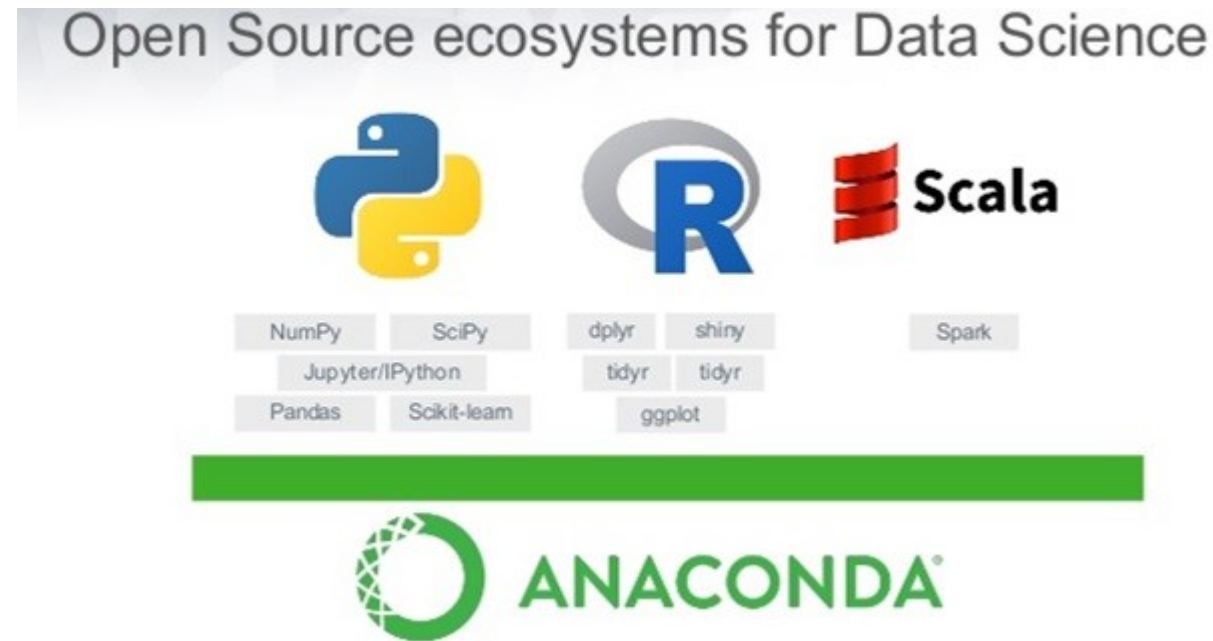 Open Source ecosystems for Data Science
R
Scala
NumPy SciPy dplyr shiny Spark
Jupyter/IPython tidyr tidyr
Pandas Scikit-learn ggplot
ANACONDA®